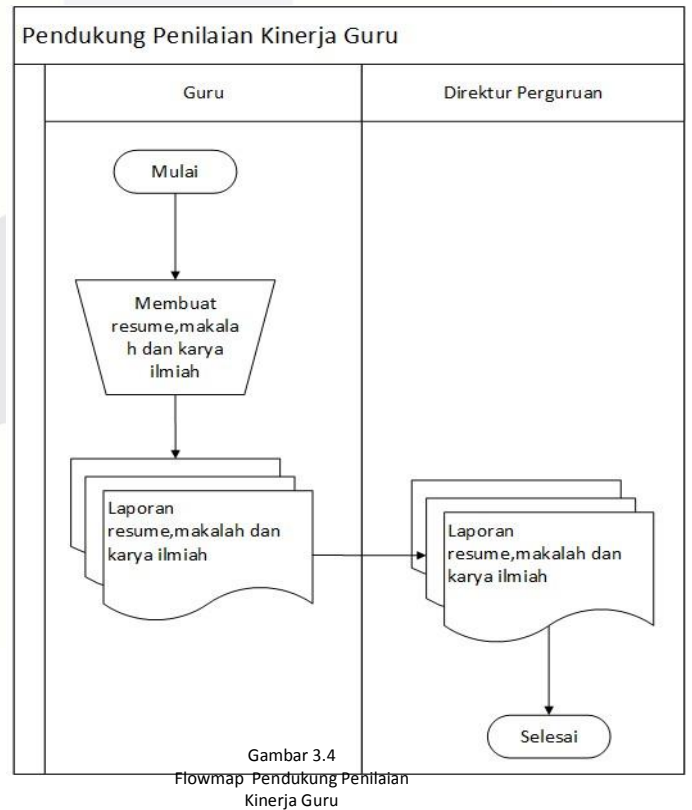 Pendukung Penilaian Kinerja Guru
Guru
Direktur Perguruan
Mulai
Membuat
resume,makala
h dan karya
ilmiah
Laporan
resume,makalah dan
karya ilmiah
Laporan
resume,makalah dan
karya ilmiah
Selesai
Gambar 3.4
Flowmap Pendukung Penilaian
Kinerja Guru